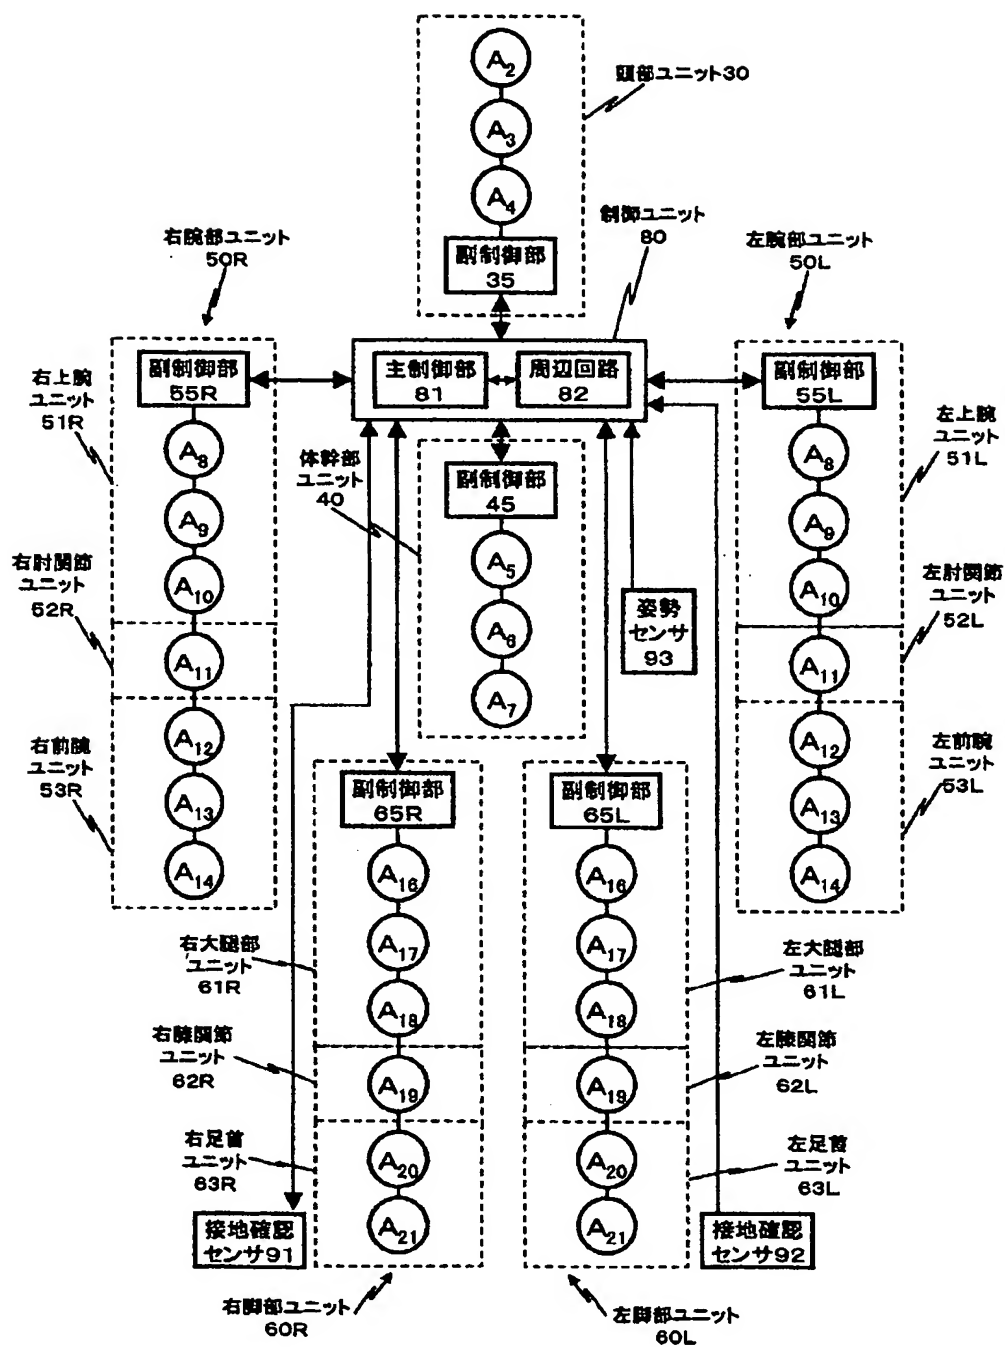 A2
A3
A4
副制御部
35
頭部ユニット30
制御ユニット
80
右腕部ユニット
50R
左腕部ユニット
50L
主制御部
81
周辺回路
82
副制御部
55R
右上腕
ユニット
51R
A8
A9
A10
右肘関節
ユニット
52R
A11
右前腕
ユニット
53R
A12
A13
A14
体幹部
ユニット
40
副制御部
45
A5
A6
A7
姿勢
センサ
93
副制御部
55L
左上腕
ユニット
51L
A8
A9
A10
左肘関節
ユニット
52L
A11
左前腕
ユニット
53L
A12
A13
A14
副制御部
65R
A16
A17
A18
右大腿部
ユニット
61R
右膝関節
ユニット
62R
A19
右足首
ユニット
63R
A20
A21
接地確認
センサ91
右脚部ユニット
60R
副制御部
65L
A16
A17
A18
左大腿部
ユニット
61L
左膝関節
ユニット
62L
A19
左足首
ユニット
63L
A20
A21
接地確認
センサ92
左脚部ユニット
60L